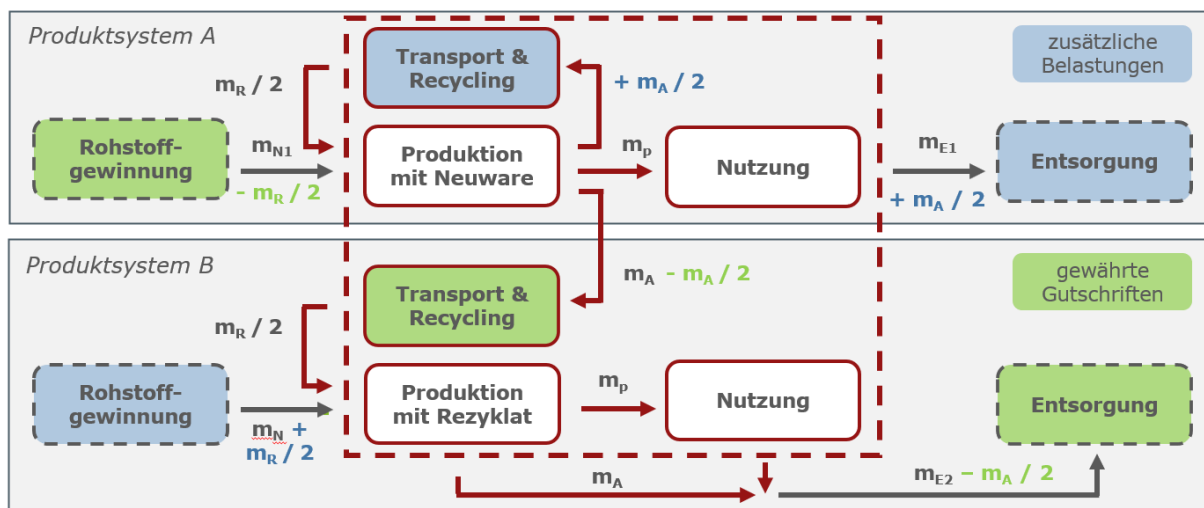 Produktsystem A
Transport &
Recycling
zusätzliche
Belastungen
m_R / 2
+ m_A / 2
Rohstoff-
gewinnung
m_N1
- m_R / 2
Produktion
mit Neuware
m_p
Nutzung
m_E1
+ m_A / 2
Entsorgung
Produktsystem B
m_A - m_A / 2
gewährte
Gutschriften
Transport &
Recycling
m_R / 2
Rohstoff-
gewinnung
m_N +
m_R / 2
Produktion
mit Rezyklat
m_p
Nutzung
Entsorgung
m_A
m_E2 – m_A / 2